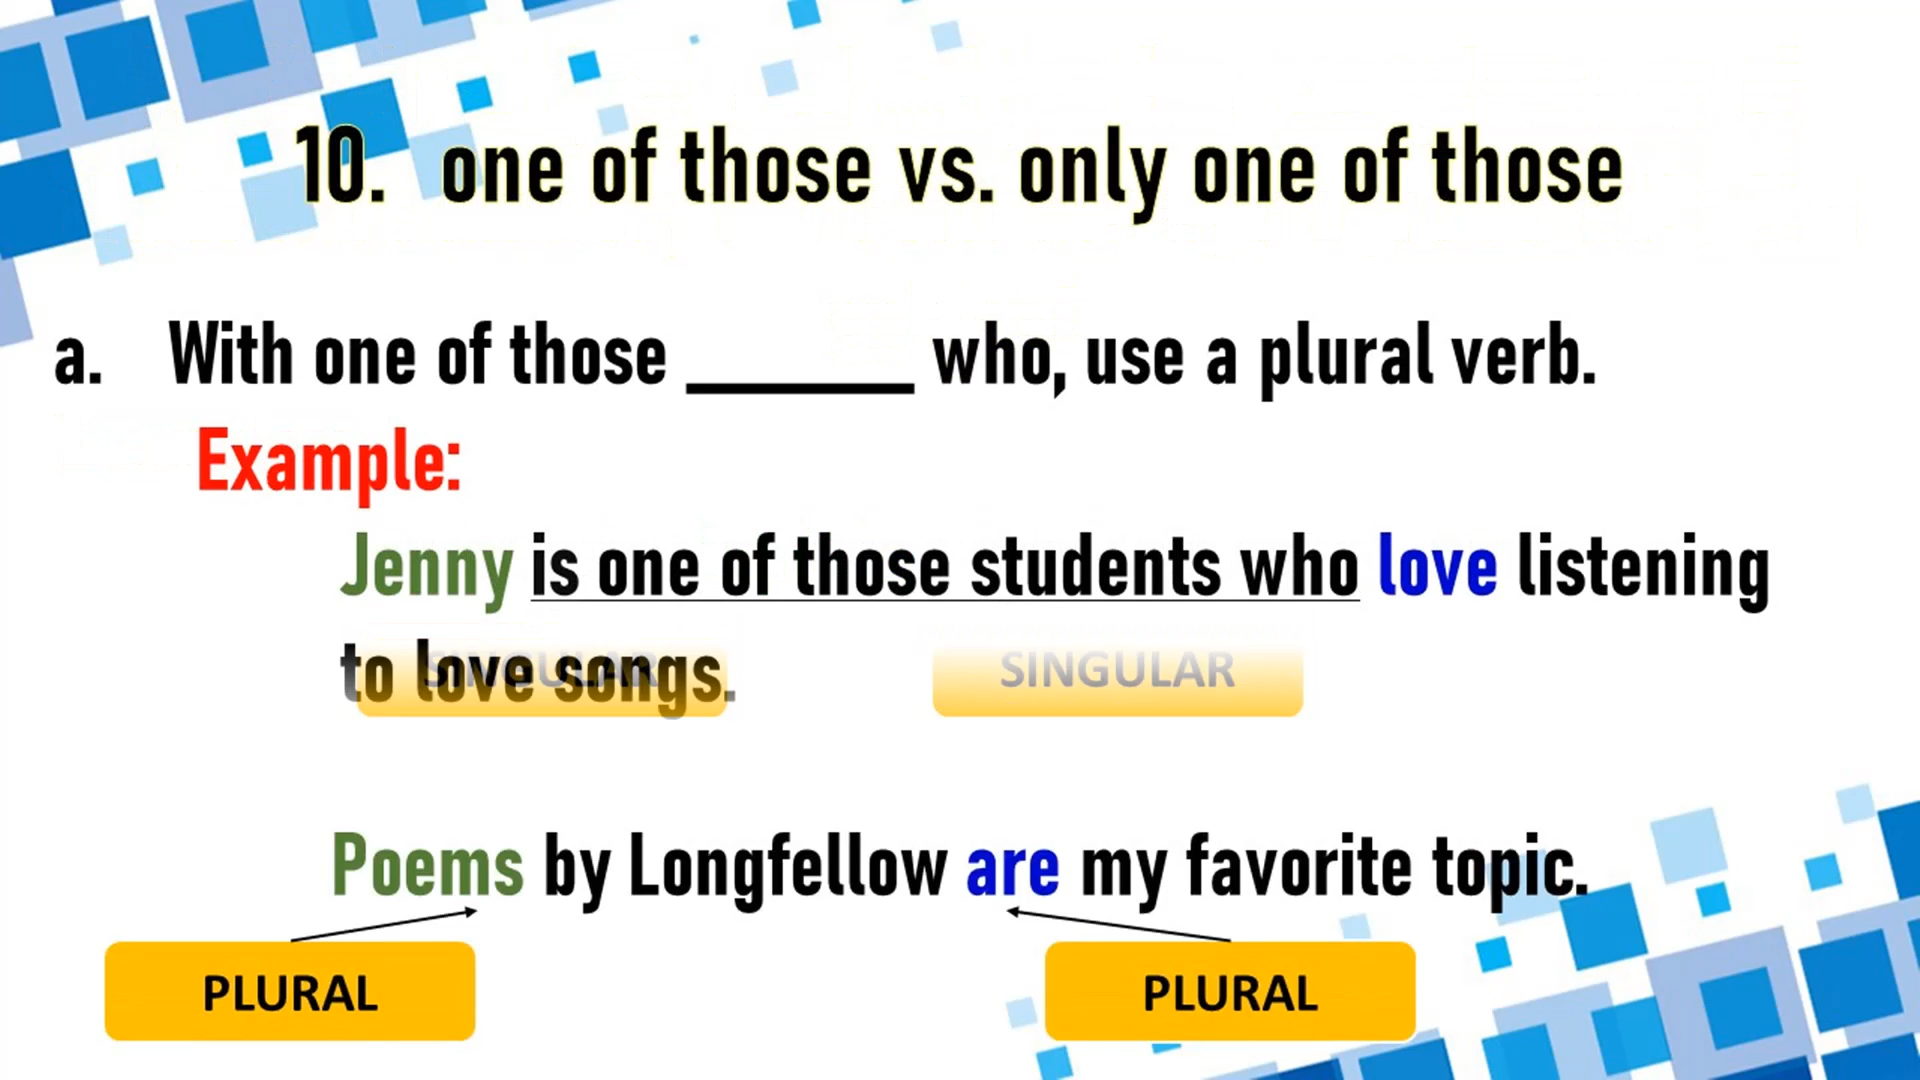 10. one of those vs. only one of those
a. With one of those ______ who, use a plural verb.
Example:
Jenny is one of those students who love listening
to love songs.
SINGULAR SINGULAR
Poems by Longfellow are my favorite topic.
PLURAL PLURAL